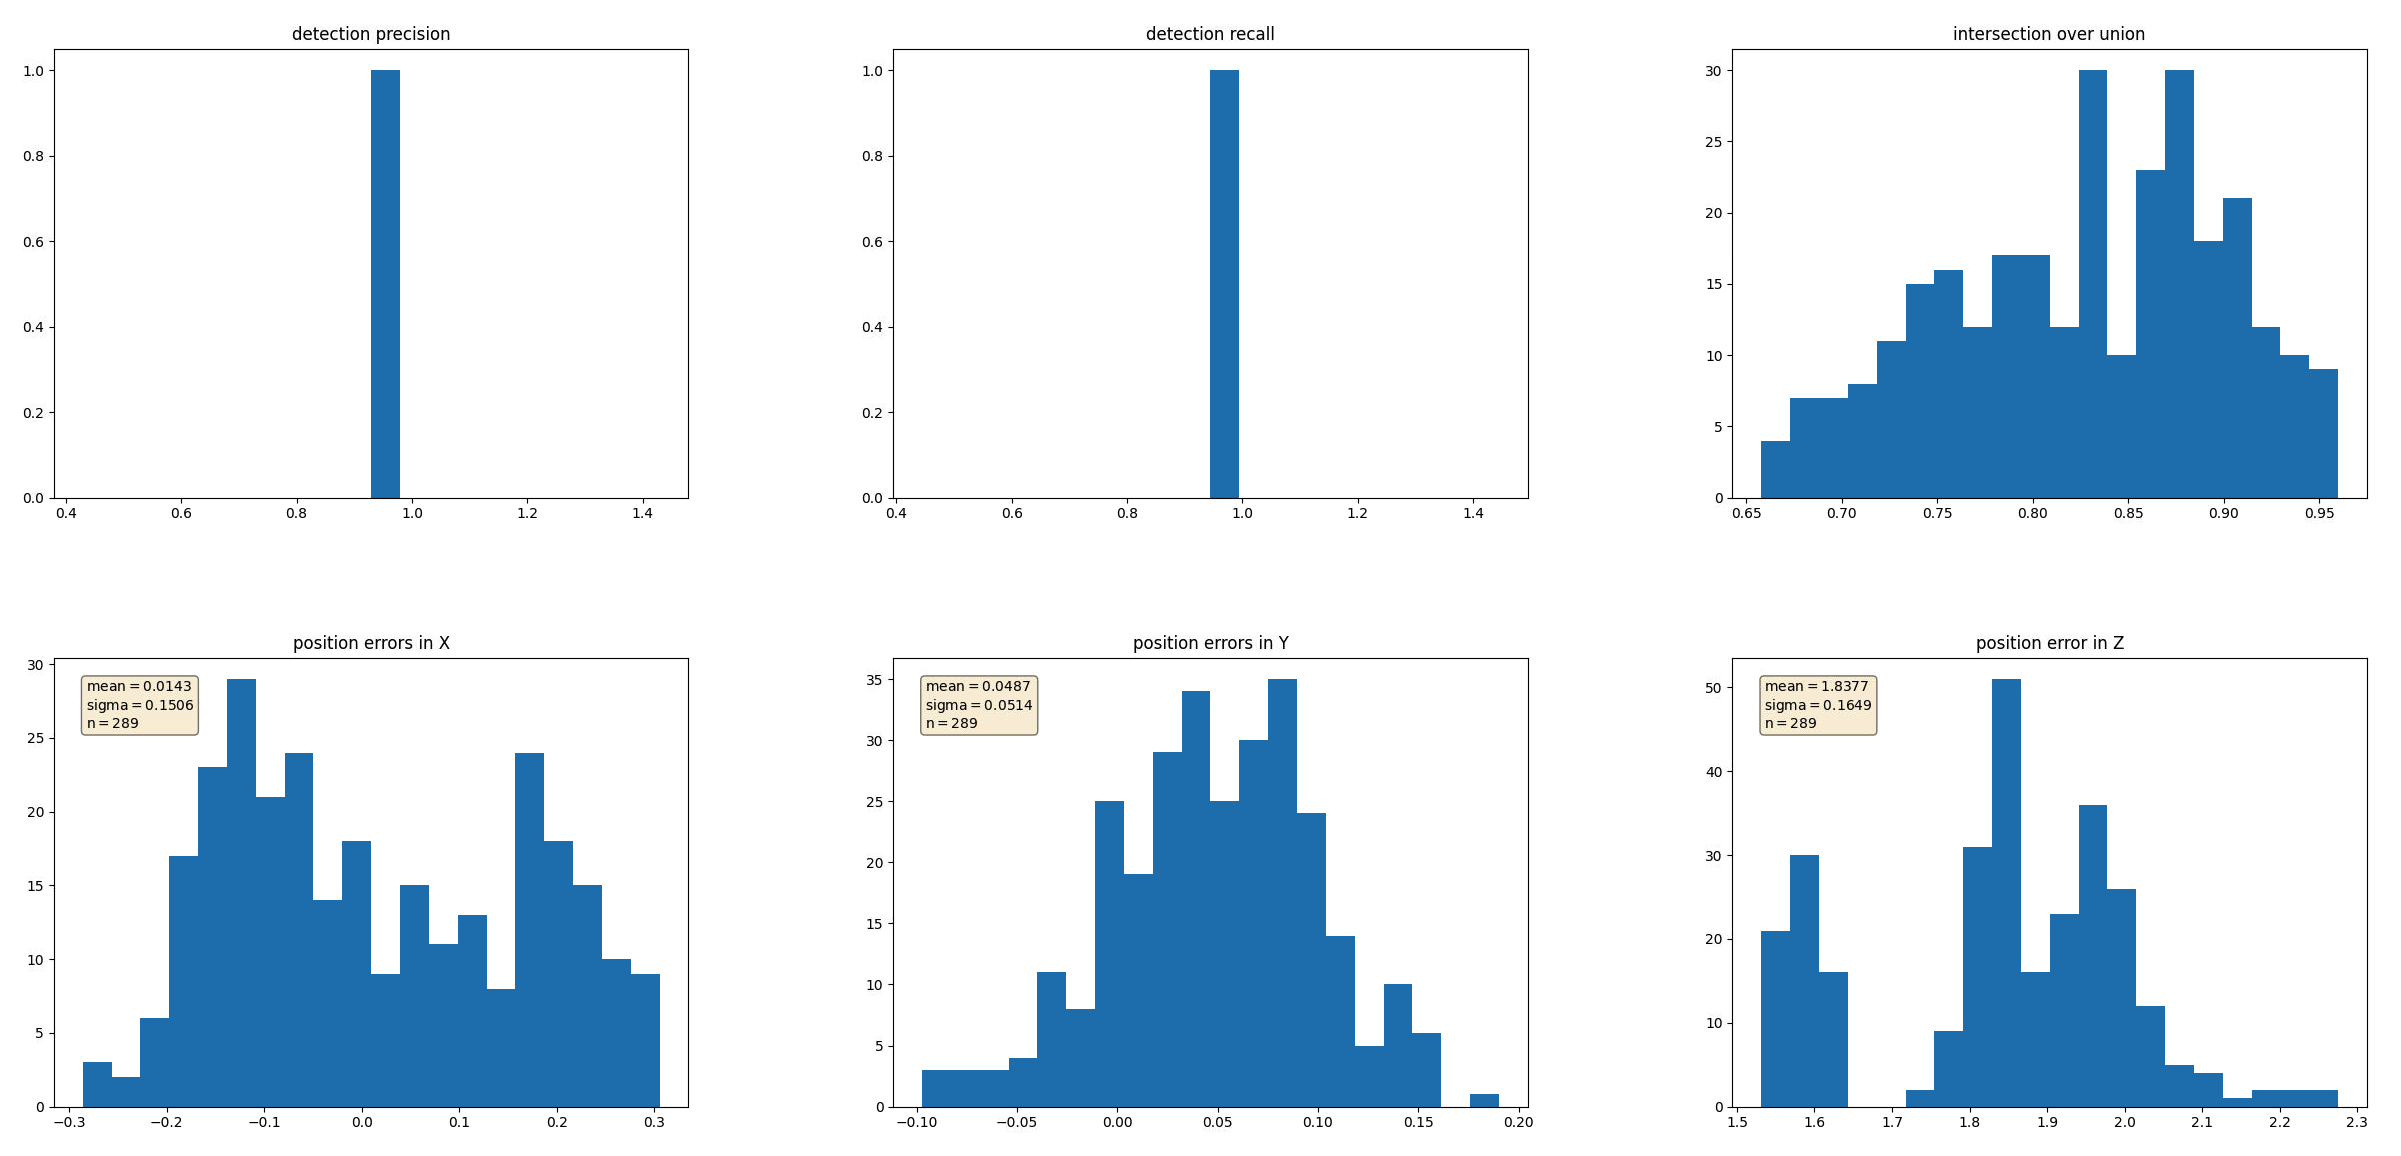 detection precision
1.0
0.8
0.6
0.4
0.2
0.0
0.4 0.6 0.8 1.0 1.2 1.4
detection recall
1.0
0.8
0.6
0.4
0.2
0.0
0.4 0.6 0.8 1.0 1.2 1.4
intersection over union
30
25
20
15
10
5
0
0.65 0.70 0.75 0.80 0.85 0.90 0.95
position errors in X
mean = 0.0143
sigma = 0.1506
n = 289
30
25
20
15
10
5
0
−0.3 −0.2 −0.1 0.0 0.1 0.2 0.3
position errors in Y
mean = 0.0487
sigma = 0.0514
n = 289
35
30
25
20
15
10
5
0
−0.10 −0.05 0.00 0.05 0.10 0.15 0.20
position error in Z
mean = 1.8377
sigma = 0.1649
n = 289
50
40
30
20
10
0
1.5 1.6 1.7 1.8 1.9 2.0 2.1 2.2 2.3